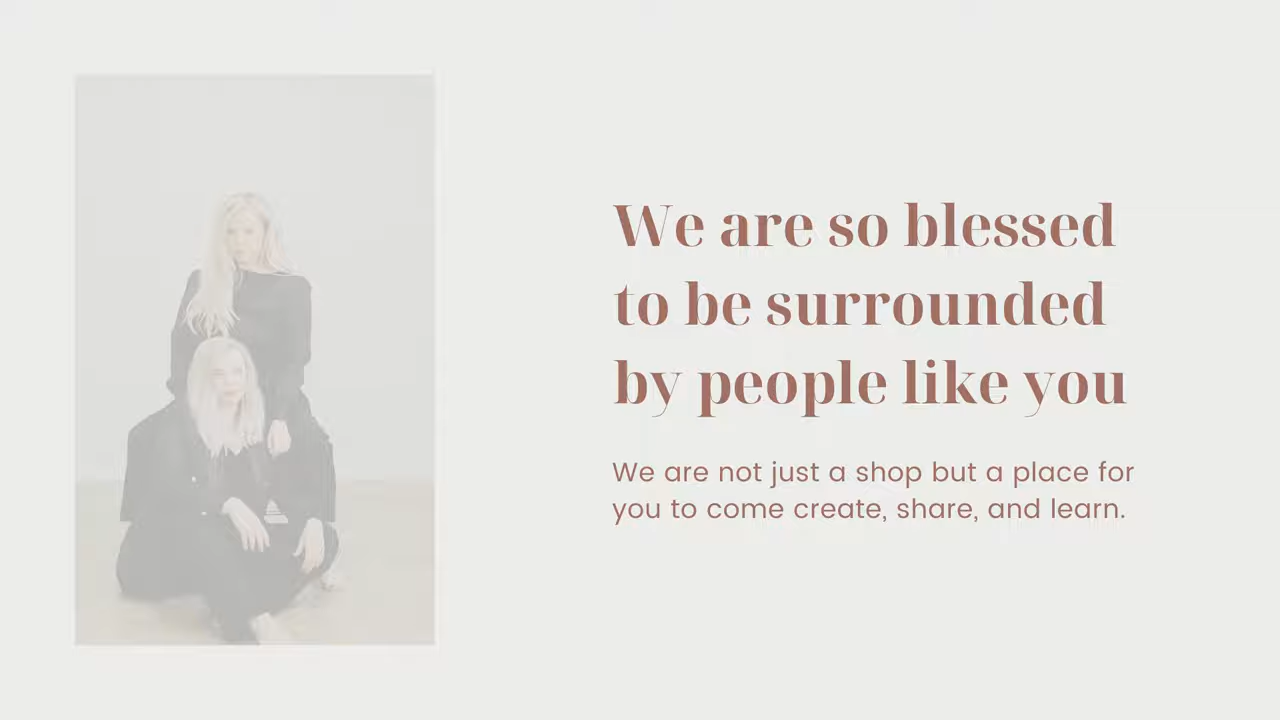 We are so blessed
to be surrounded
by people like you
We are not just a shop but a place for
you to come create, share, and learn.